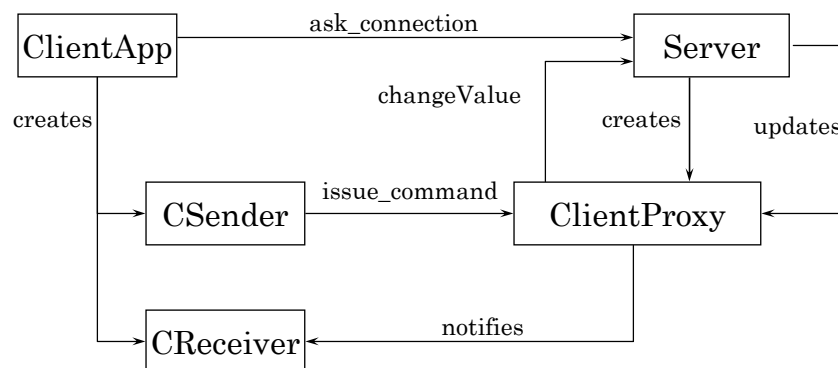 ask_connection
ClientApp
Server
changeValue
creates
creates
updates
issue_command
CSender
ClientProxy
notifies
CReceiver